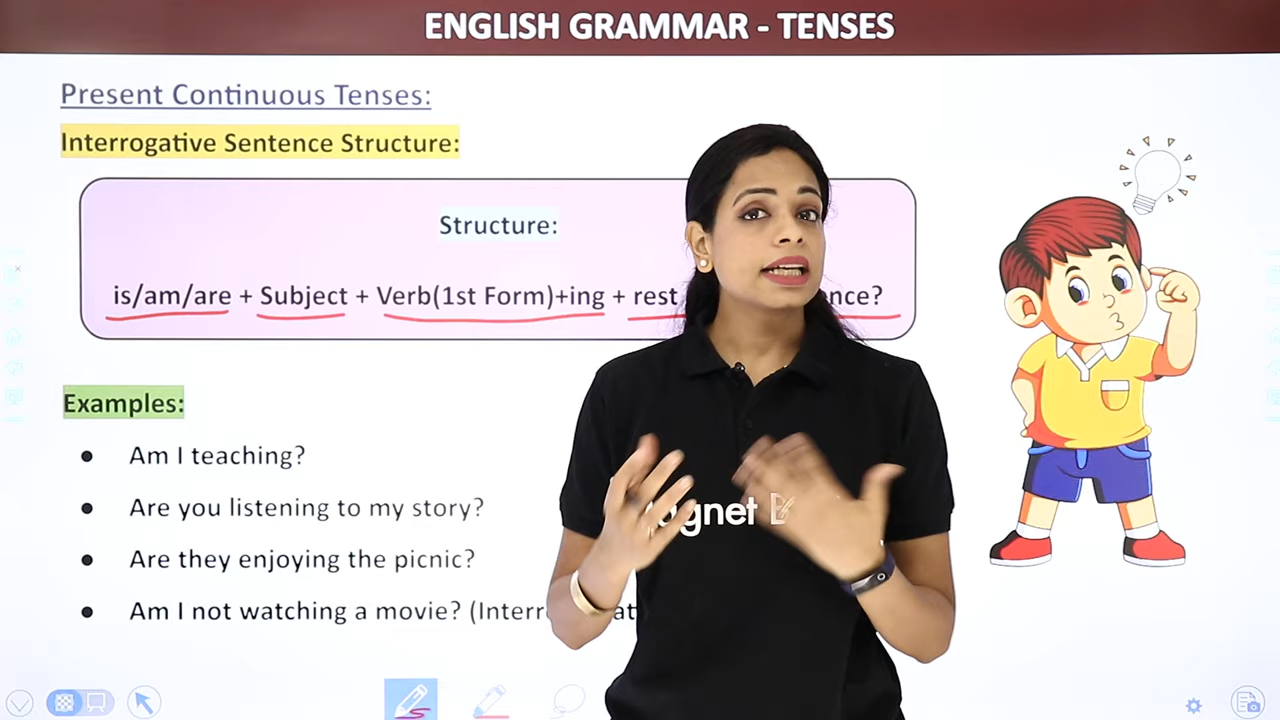 ENGLISH GRAMMAR - TENSES
Present Continuous Tenses:
Interrogative Sentence Structure:
Structure:
is/am/are + Subject + Verb(1st Form)+ing + rest ence?
Examples:
● Am I teaching?
● Are you listening to my story?
● Are they enjoying the picnic?
● Am I not watching a movie? (Interr
gnet